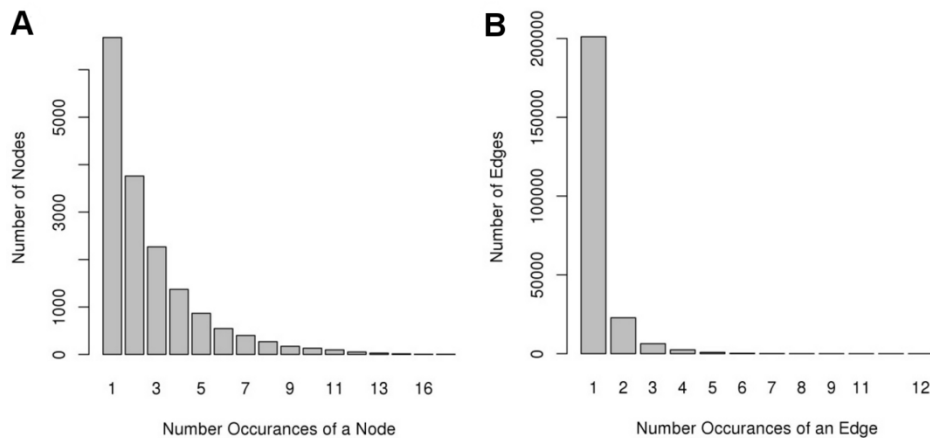 A
Number of Nodes
5000
3000
1000
0
1 3 5 7 9 11 13 16
Number Occurances of a Node
B
Number of Edges
200000
150000
100000
50000
0
1 2 3 4 5 6 7 8 9 11 12
Number Occurances of an Edge